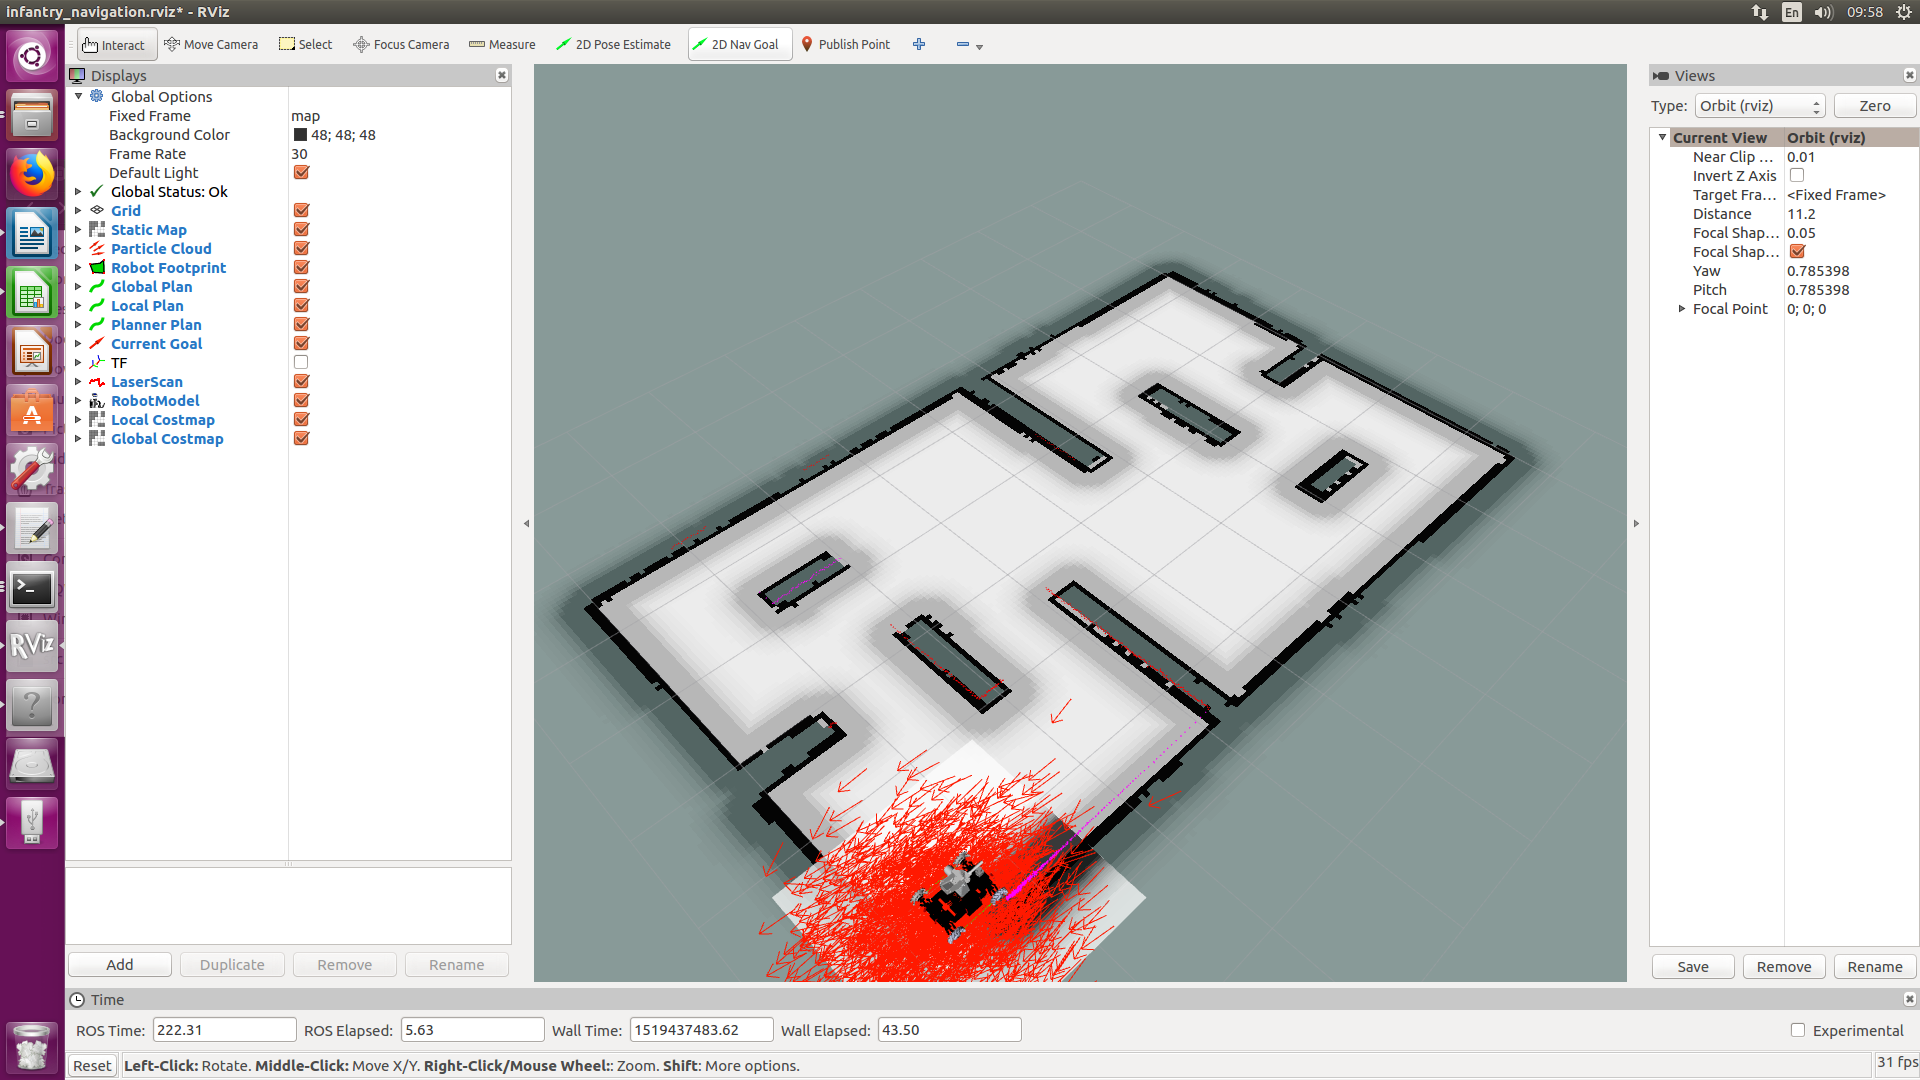 infantry_navigation.rviz* - RViz
En
09:58
Interact
Move Camera
Select
Focus Camera
Measure
2D Pose Estimate
2D Nav Goal
Publish Point
Displays
Global Options
Fixed Frame map
Background Color 48; 48; 48
Frame Rate 30
Default Light
Global Status: Ok
Grid
Static Map
Particle Cloud
Robot Footprint
Global Plan
Local Plan
Planner Plan
Current Goal
TF
LaserScan
RobotModel
Local Costmap
Global Costmap
RViz
Add
Duplicate
Remove
Rename
Views
Type: Orbit (rviz) Zero
Current View Orbit (rviz)
Near Clip ... 0.01
Invert Z Axis
Target Fra... <Fixed Frame>
Distance 11.2
Focal Shap... 0.05
Focal Shap...
Yaw 0.785398
Pitch 0.785398
Focal Point 0; 0; 0
Save
Remove
Rename
Time
ROS Time: 222.31 ROS Elapsed: 5.63 Wall Time: 1519437483.62 Wall Elapsed: 43.50 Experimental
Reset
Left-Click: Rotate. Middle-Click: Move X/Y. Right-Click/Mouse Wheel:: Zoom. Shift: More options.
31 fps